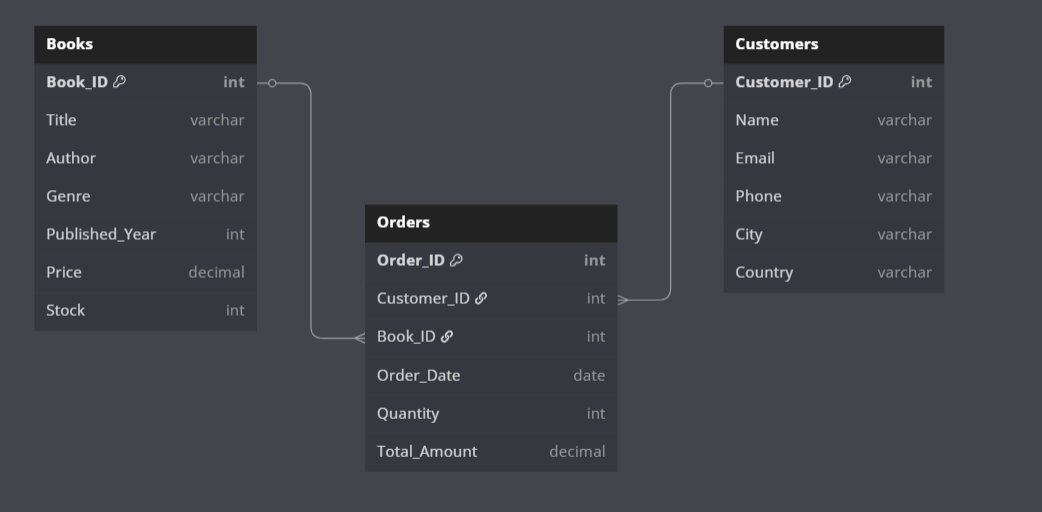 Books
Book_ID int
Title varchar
Author varchar
Genre varchar
Published_Year int
Price decimal
Stock int
Orders
Order_ID int
Customer_ID int
Book_ID int
Order_Date date
Quantity int
Total_Amount decimal
Customers
Customer_ID int
Name varchar
Email varchar
Phone varchar
City varchar
Country varchar